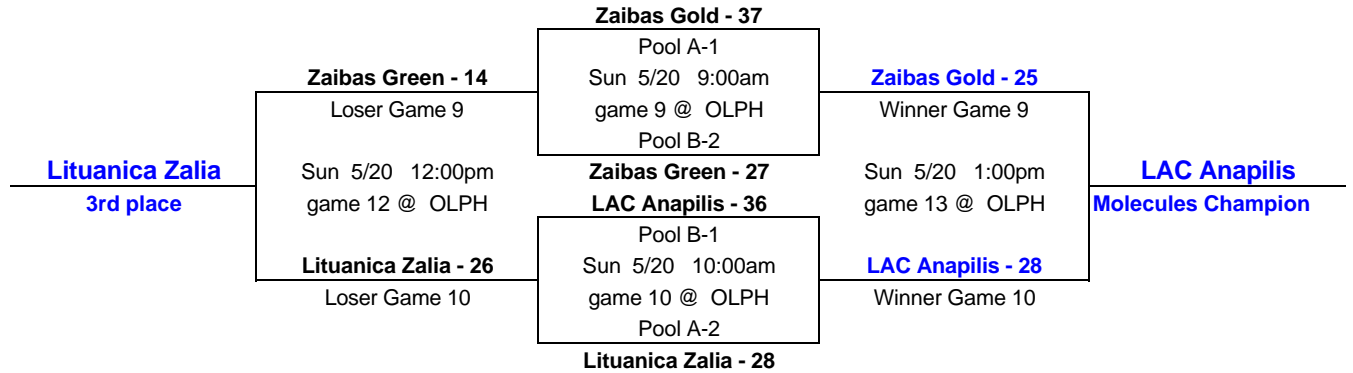 Zaibas Gold - 37
Pool A-1
Zaibas Green - 14 Sun 5/20 9:00am Zaibas Gold - 25
Loser Game 9 game 9 @ OLPH Winner Game 9
Pool B-2
Lituanica Zalia Sun 5/20 12:00pm Zaibas Green - 27 Sun 5/20 1:00pm LAC Anapilis
3rd place game 12 @ OLPH LAC Anapilis - 36 game 13 @ OLPH Molecules Champion
Pool B-1
Lituanica Zalia - 26 Sun 5/20 10:00am LAC Anapilis - 28
Loser Game 10 game 10 @ OLPH Winner Game 10
Pool A-2
Lituanica Zalia - 28